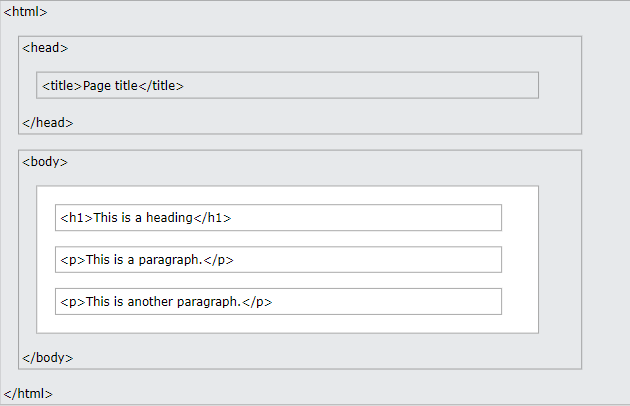 <html>
<head>
<title>Page title</title>
</head>
<body>
<h1>This is a heading</h1>
<p>This is a paragraph.</p>
<p>This is another paragraph.</p>
</body>
</html>